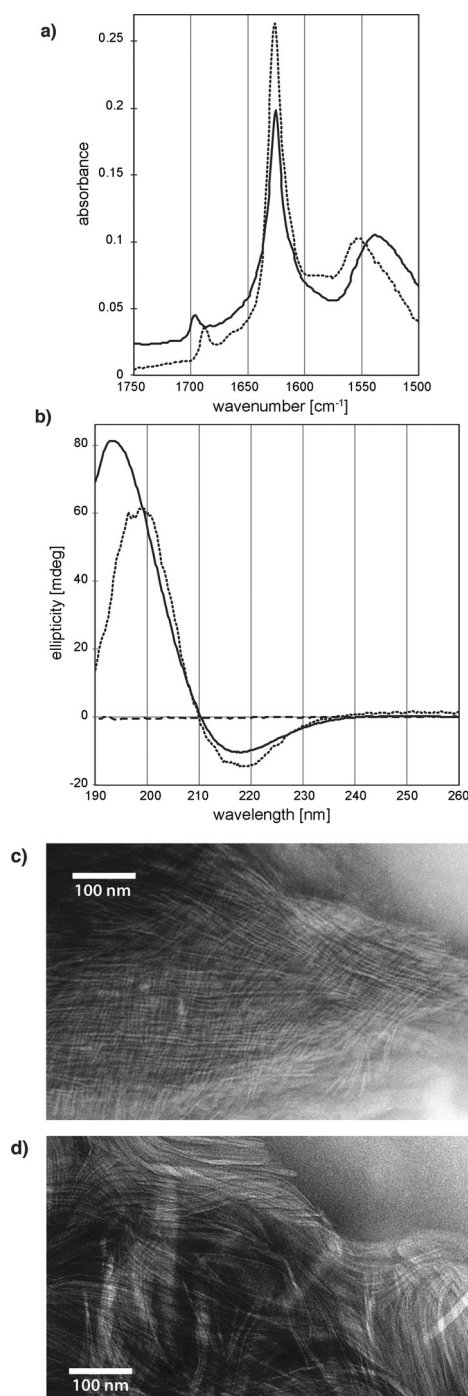 a)
0.25
0.2
0.15
0.1
0.05
0
absorbance
1750 1700 1650 1600 1550 1500
wavenumber [cm⁻¹]
b)
80
60
40
20
0
-20
ellipticity [mdeg]
190 200 210 220 230 240 250 260
wavelength [nm]
c)
100 nm
d)
100 nm